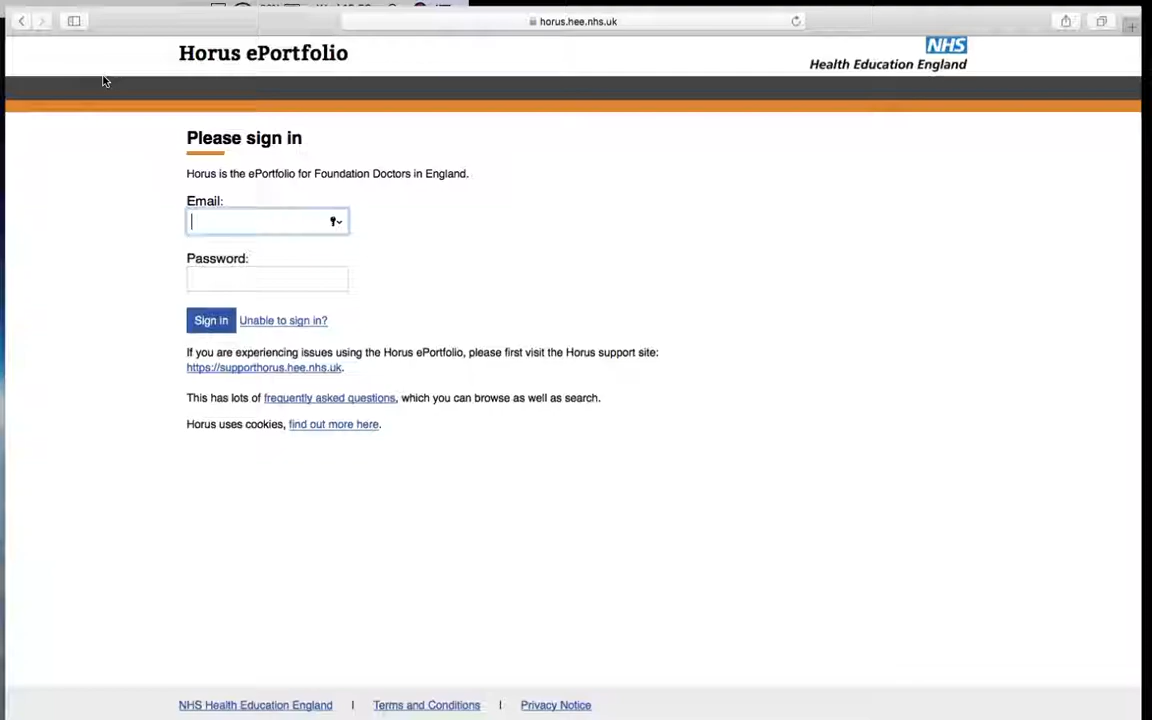 horus.hee.nhs.uk
Horus ePortfolio
NHS
Health Education England
Please sign in
Horus is the ePortfolio for Foundation Doctors in England.
Email:
Password:
Sign in Unable to sign in?
If you are experiencing issues using the Horus ePortfolio, please first visit the Horus support site:
https://supporthorus.hee.nhs.uk.
This has lots of frequently asked questions, which you can browse as well as search.
Horus uses cookies, find out more here.
NHS Health Education England | Terms and Conditions | Privacy Notice